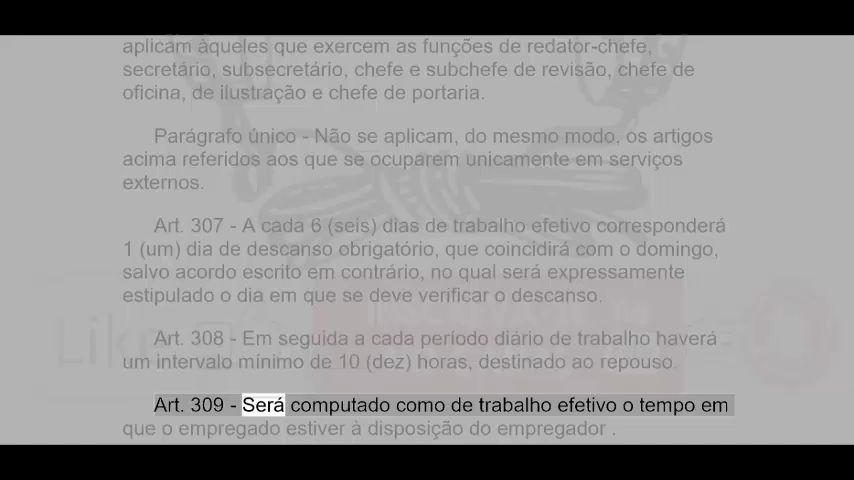 aplicam àqueles que exercem as funções de redator-chefe,
secretário, subsecretário, chefe e subchefe de revisão, chefe de
oficina, de ilustração e chefe de portaria.
Parágrafo único - Não se aplicam, do mesmo modo, os artigos
acima referidos aos que se ocuparem unicamente em serviços
externos.
Art. 307 - A cada 6 (seis) dias de trabalho efetivo corresponderá
1 (um) dia de descanso obrigatório, que coincidirá com o domingo,
salvo acordo escrito em contrário, no qual será expressamente
estipulado o dia em que se deve verificar o descanso.
Art. 308 - Em seguida a cada período diário de trabalho haverá
um intervalo mínimo de 10 (dez) horas, destinado ao repouso.
Art. 309 - Será computado como de trabalho efetivo o tempo em
que o empregado estiver à disposição do empregador .
Like